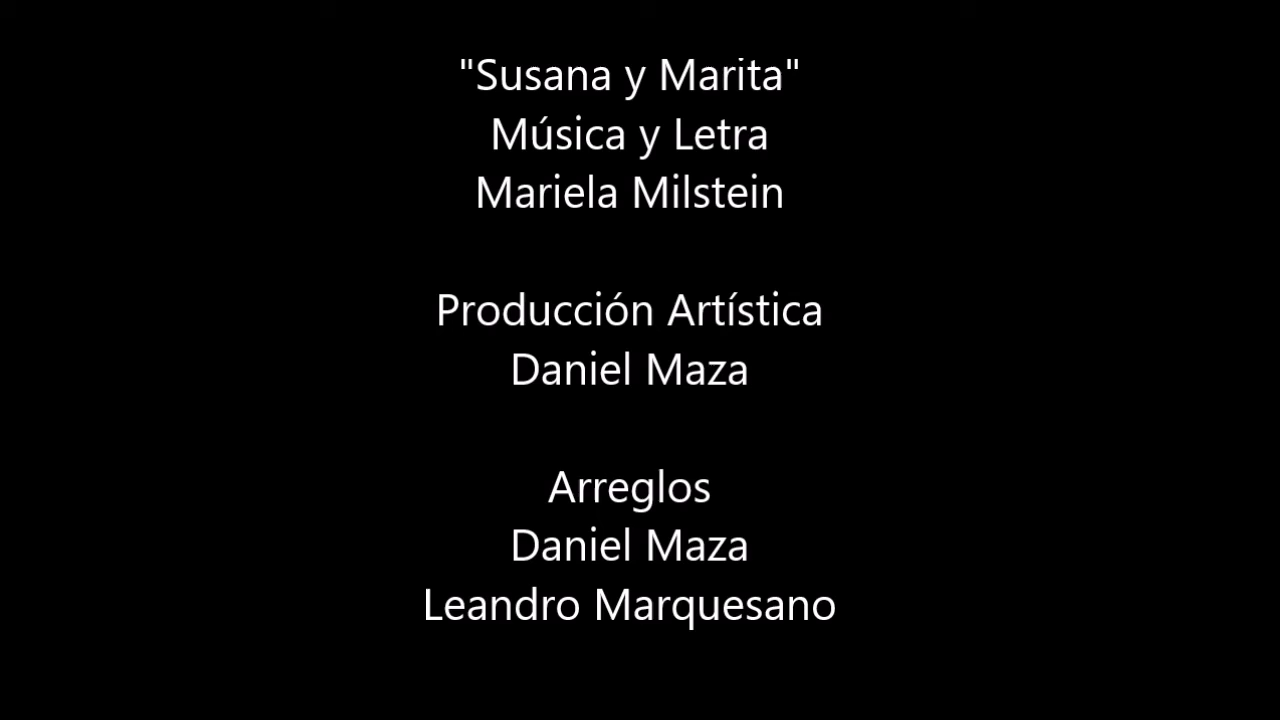 "Susana y Marita"
Música y Letra
Mariela Milstein
Producción Artística
Daniel Maza
Arreglos
Daniel Maza
Leandro Marquesano